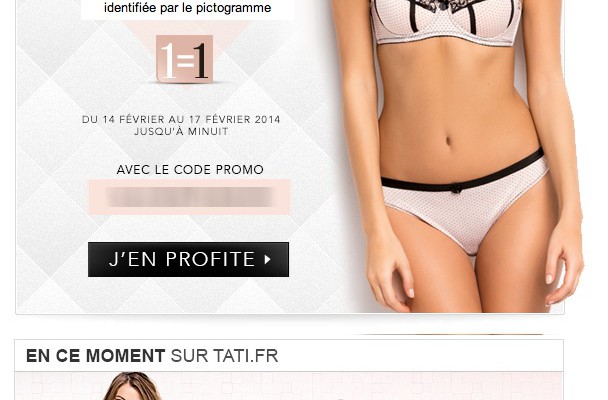 identifiée par le pictogramme
1=1
DU 14 FÉVRIER AU 17 FÉVRIER 2014
JUSQU'À MINUIT
AVEC LE CODE PROMO
J'EN PROFITE
EN CE MOMENT SUR TATI.FR